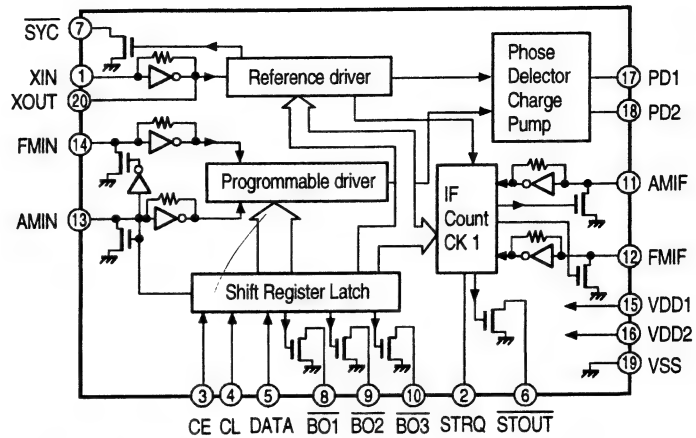 7
SYC
XIN
1
XOUT
20
FMIN
14
AMIN
13
Reference driver
Progrommable driver
Shift Register Latch
Phose
Delector
Charge
Pump
IF
Count
CK 1
17 PD1
18 PD2
11 AMIF
12 FMIF
15 VDD1
16 VDD2
19 VSS
3
4
5
8
9
10
2
6
CE
CL
DATA
BO1
BO2
BO3
STRQ
STOUT